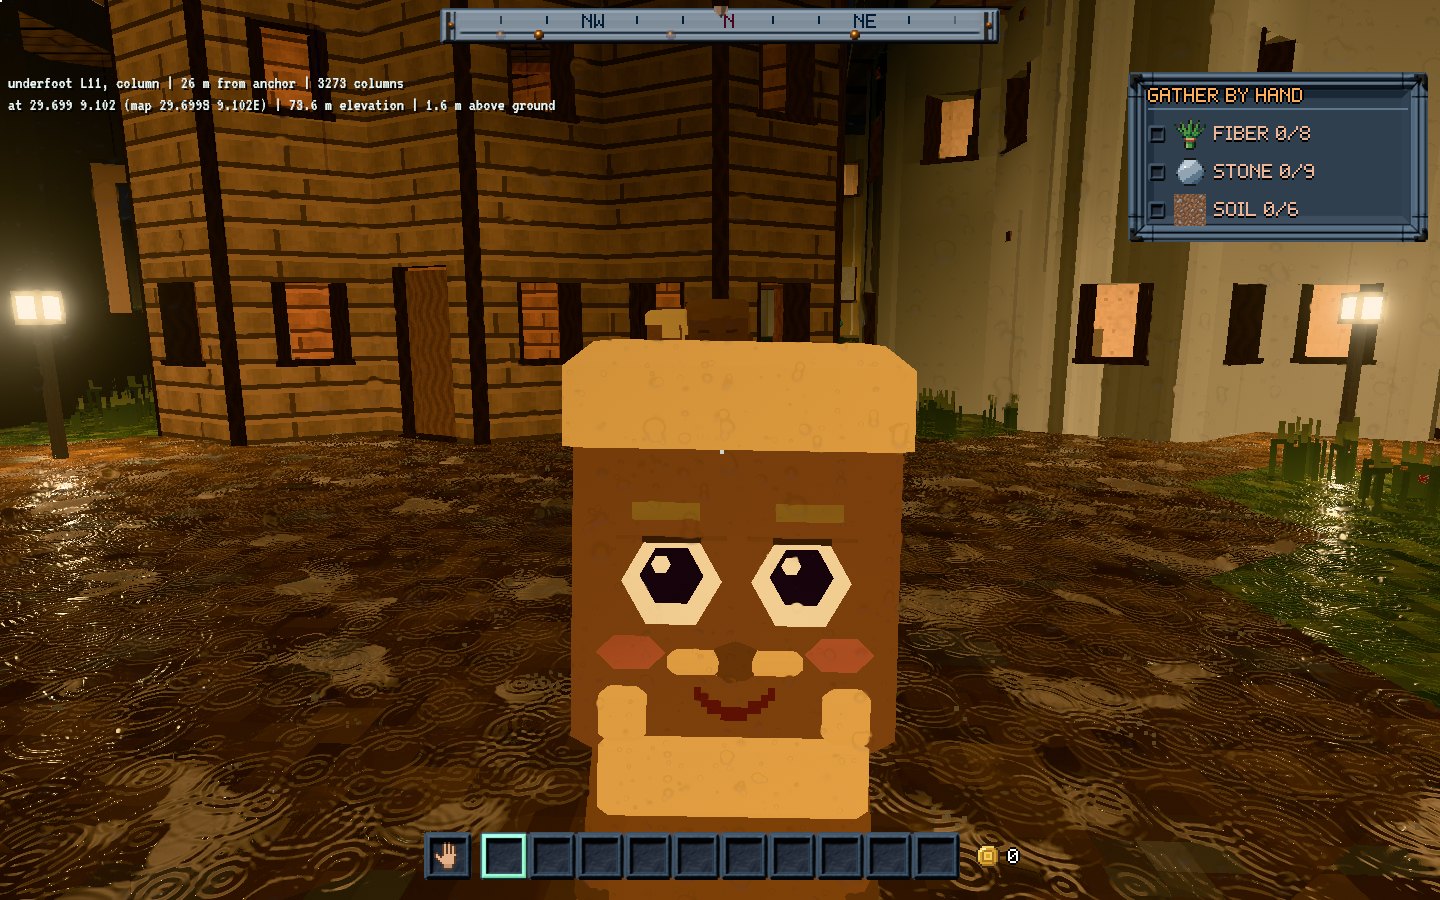 NW N NE
underfoot L11, column | 26 m from anchor | 3273 columns
at 29.699 9.102 (map 29.699S 9.102E) | 73.6 m elevation | 1.6 m above ground
GATHER BY HAND
FIBER 0/8
STONE 0/9
SOIL 0/6
0